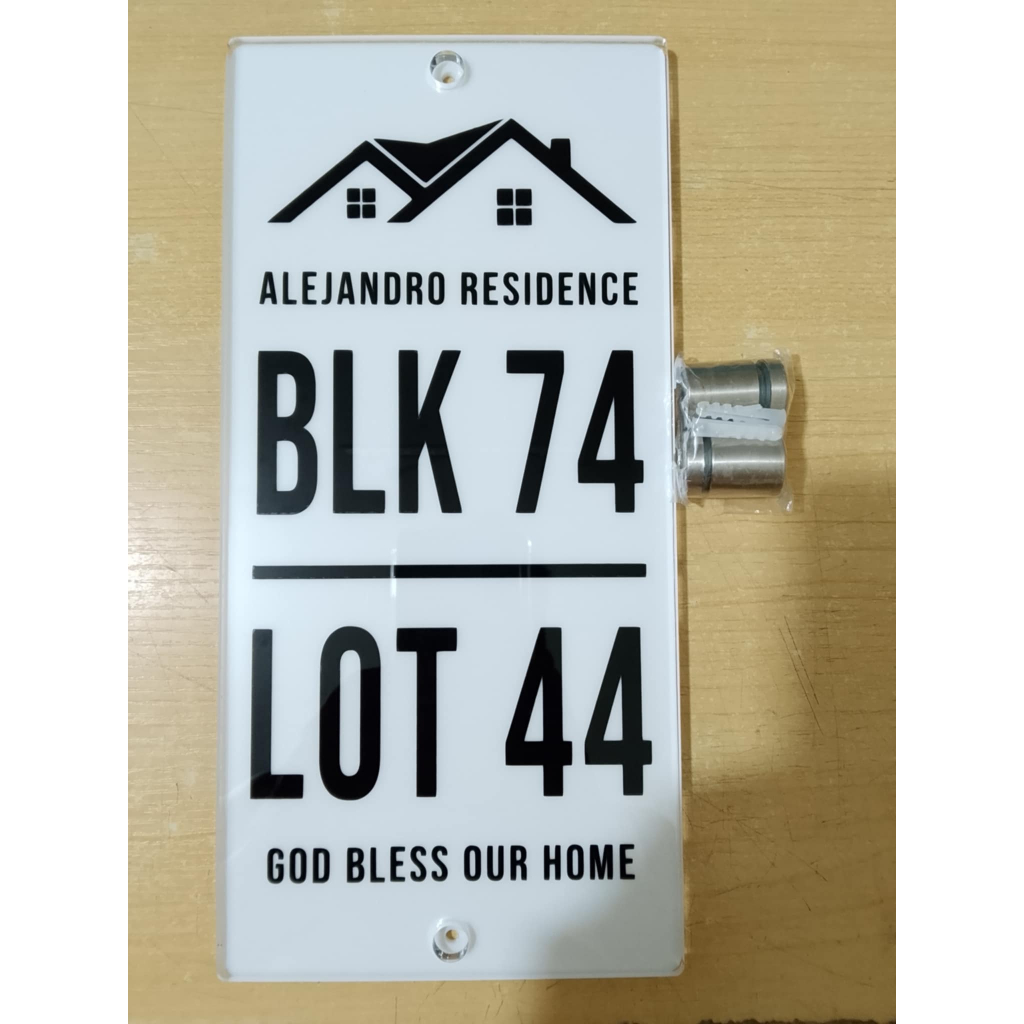 ALEJANDRO RESIDENCE
BLK 74
LOT 44
GOD BLESS OUR HOME